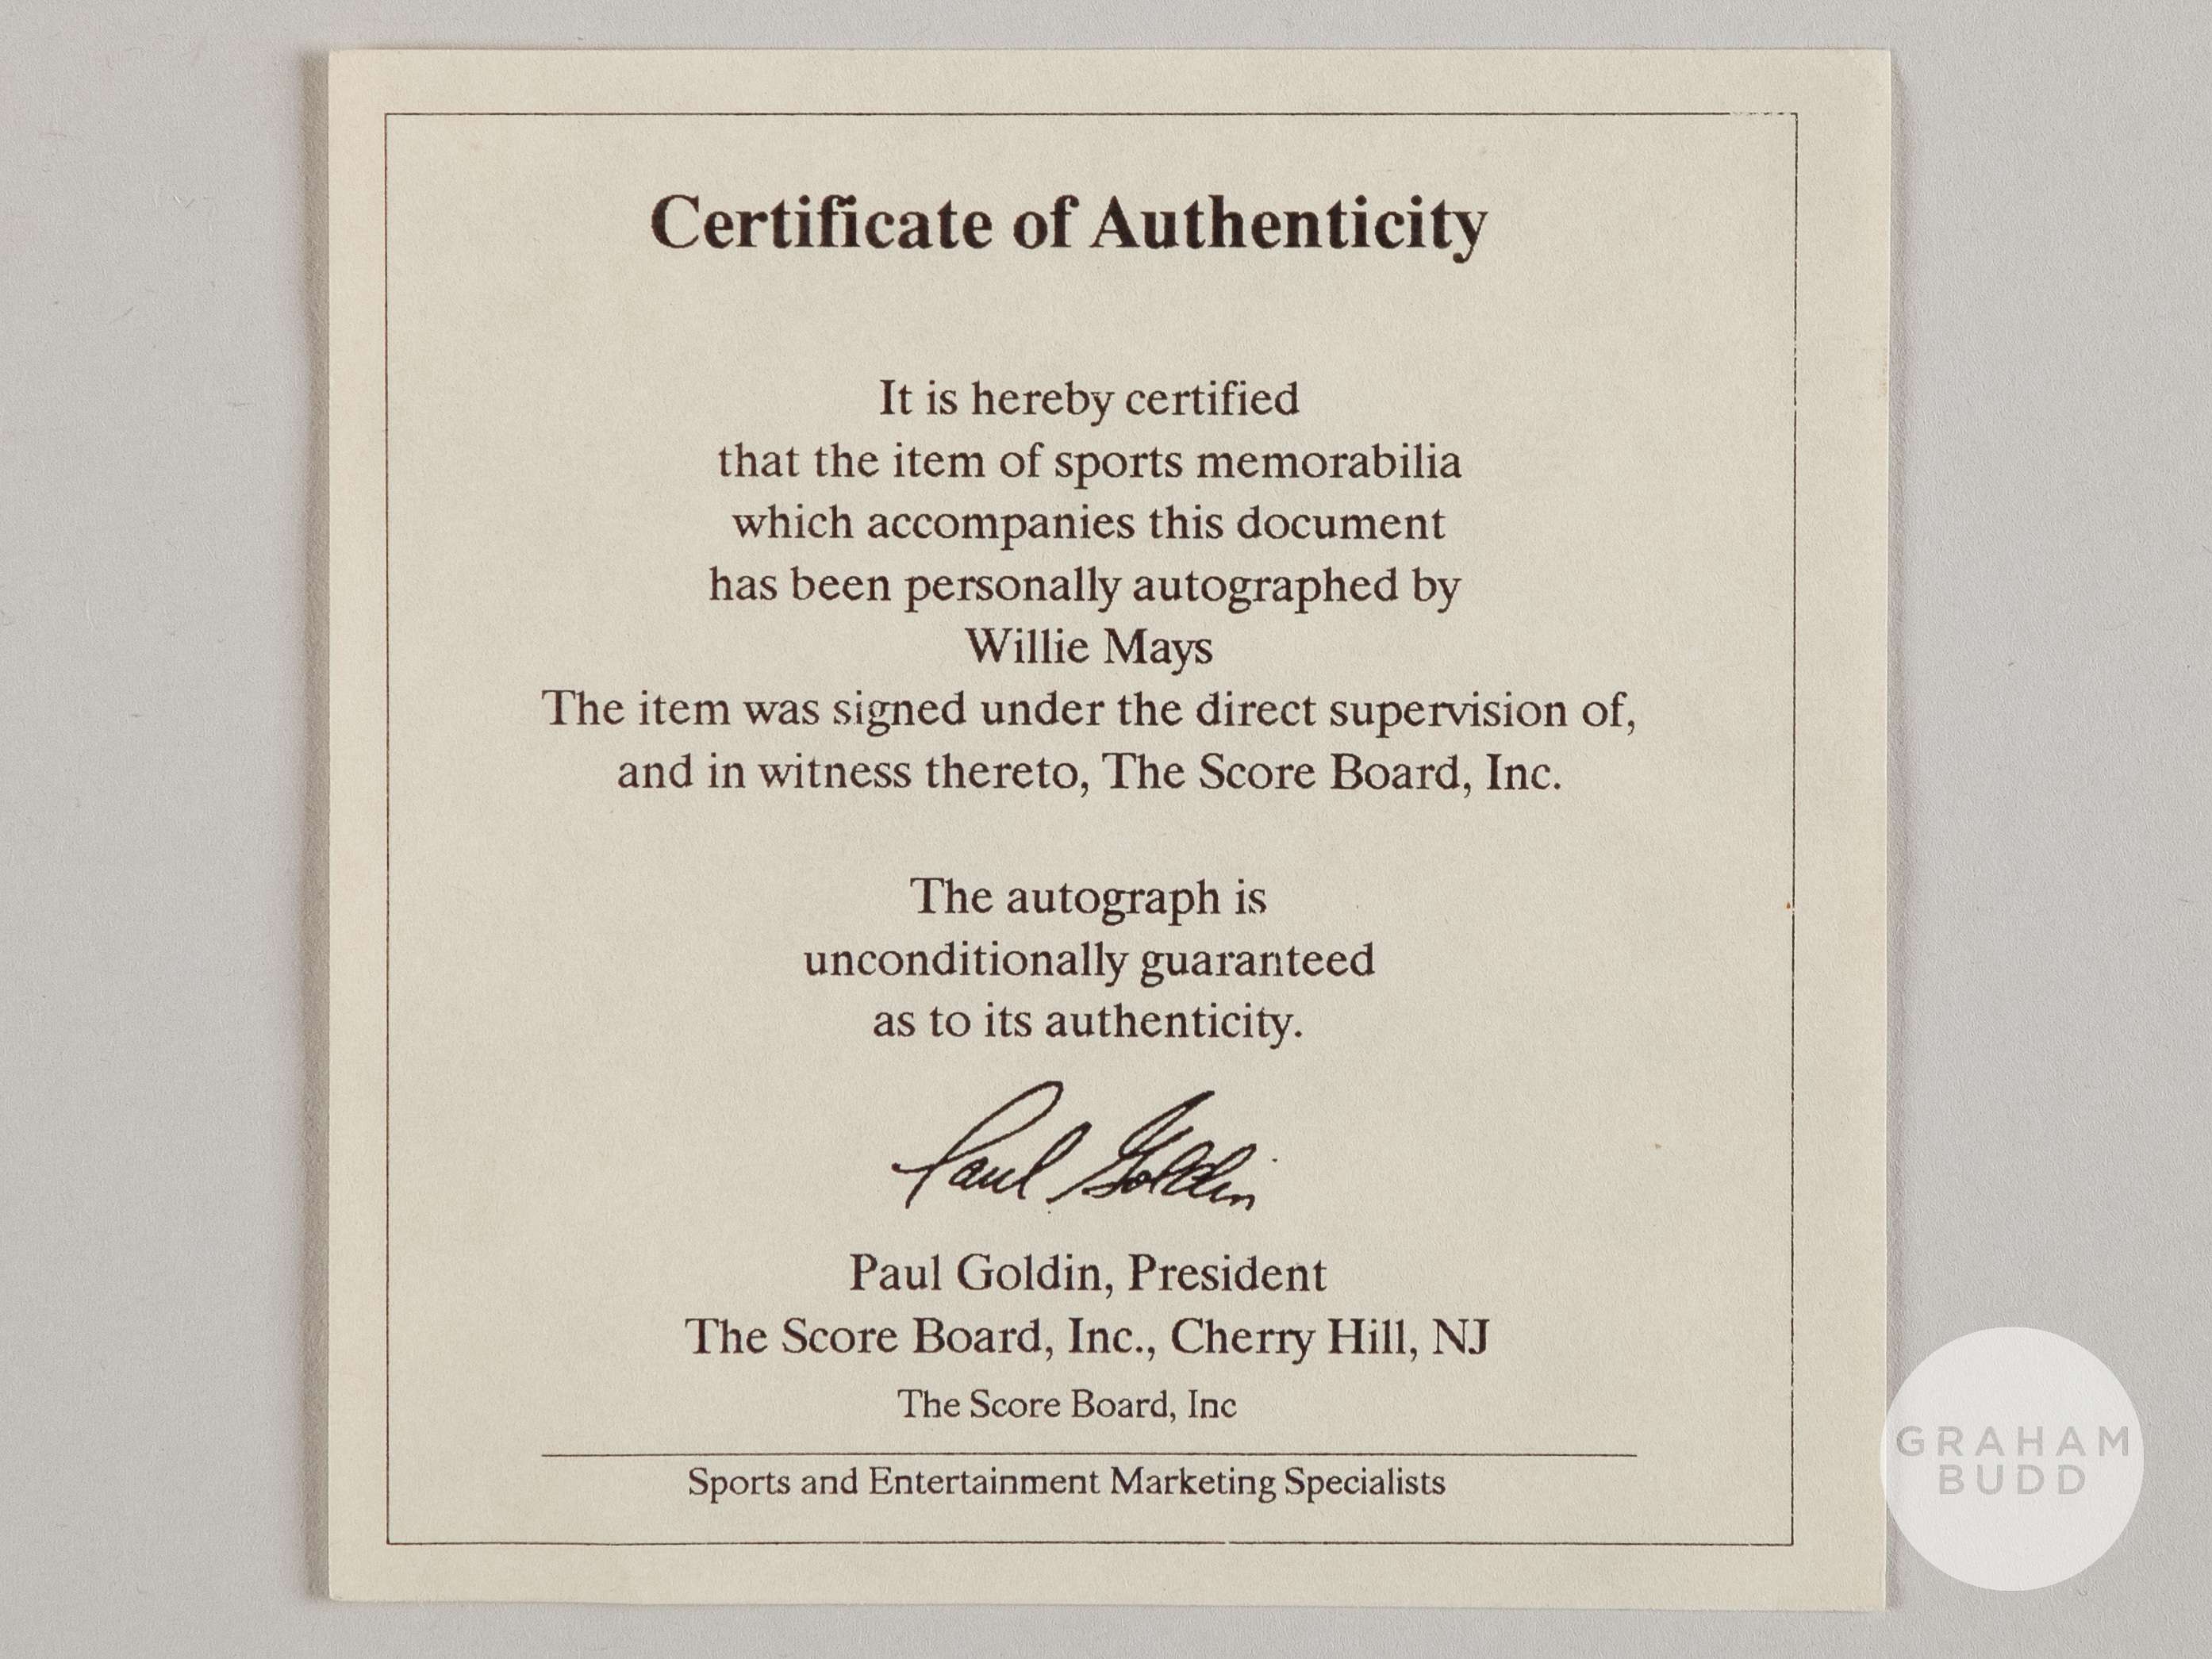 Certificate of Authenticity
It is hereby certified
that the item of sports memorabilia
which accompanies this document
has been personally autographed by
Willie Mays
The item was signed under the direct supervision of,
and in witness thereto, The Score Board, Inc.
The autograph is
unconditionally guaranteed
as to its authenticity.
Paul Goldin
Paul Goldin, President
The Score Board, Inc., Cherry Hill, NJ
The Score Board, Inc
Sports and Entertainment Marketing Specialists
GRAHAM
BUDD